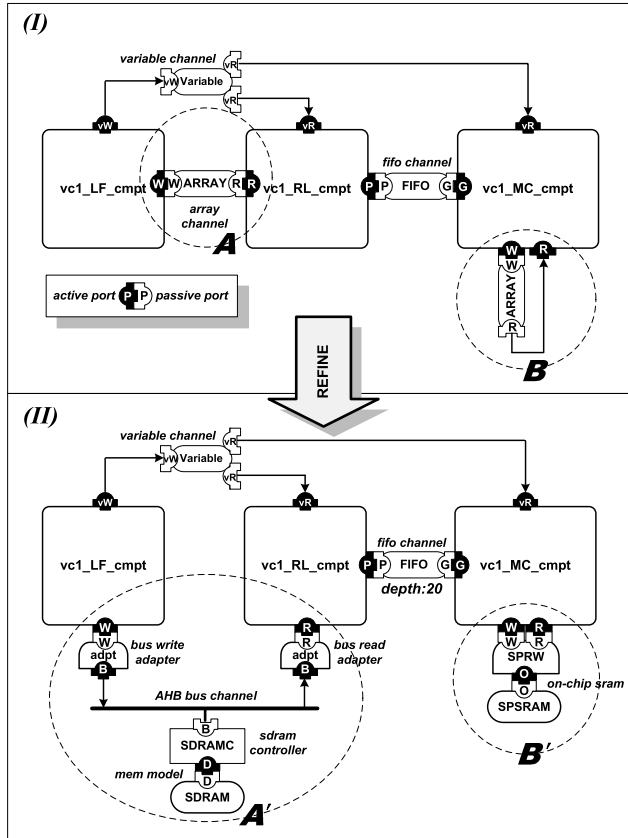 (I)
variable channel
vR
vW Variable
vR
vW
vR
vR
vc1_LF_cmpt
W W ARRAY R R
vc1_RL_cmpt
fifo channel
P P FIFO G G
vc1_MC_cmpt
array
channel
A
W
R
W
ARRAY
R
B
active port P P passive port
REFINE
(II)
variable channel
vR
vW Variable
vR
vW
vR
vR
vc1_LF_cmpt
vc1_RL_cmpt
fifo channel
P P FIFO G G
depth:20
vc1_MC_cmpt
W
W
adpt
B
bus write
adapter
R
R
adpt
B
bus read
adapter
W R
W R
SPRW
O
O
SPSRAM
on-chip sram
B'
AHB bus channel
B
SDRAMC
sdram
controller
D
mem model
D
SDRAM
A'